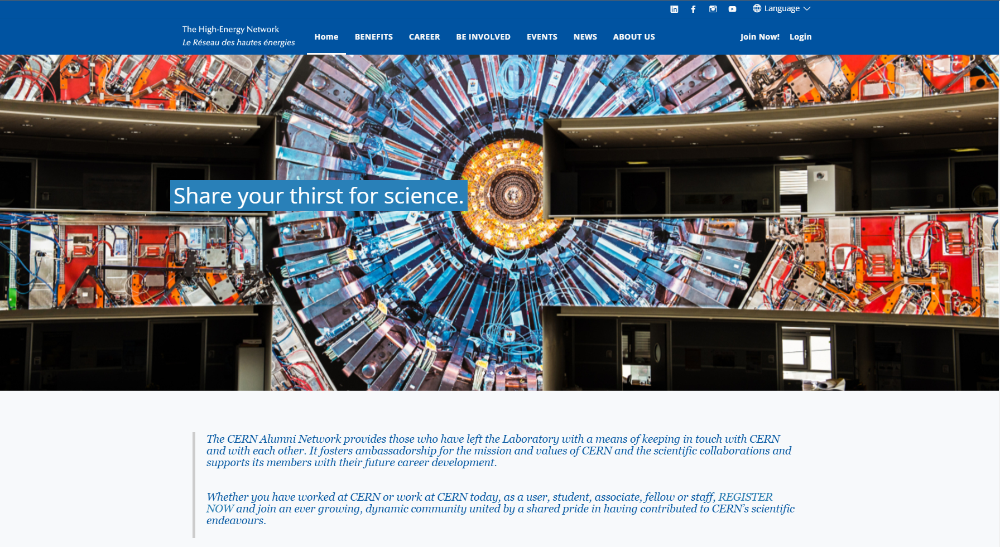 Language
The High-Energy Network
Le Réseau des hautes énergies
Home BENEFITS CAREER BE INVOLVED EVENTS NEWS ABOUT US Join Now! Login
Share your thirst for science.
The CERN Alumni Network provides those who have left the Laboratory with a means of keeping in touch with CERN
and with each other. It fosters ambassadorship for the mission and values of CERN and the scientific collaborations and
supports its members with their future career development.
Whether you have worked at CERN or work at CERN today, as a user, student, associate, fellow or staff, REGISTER
NOW and join an ever growing, dynamic community united by a shared pride in having contributed to CERN’s scientific
endeavours.